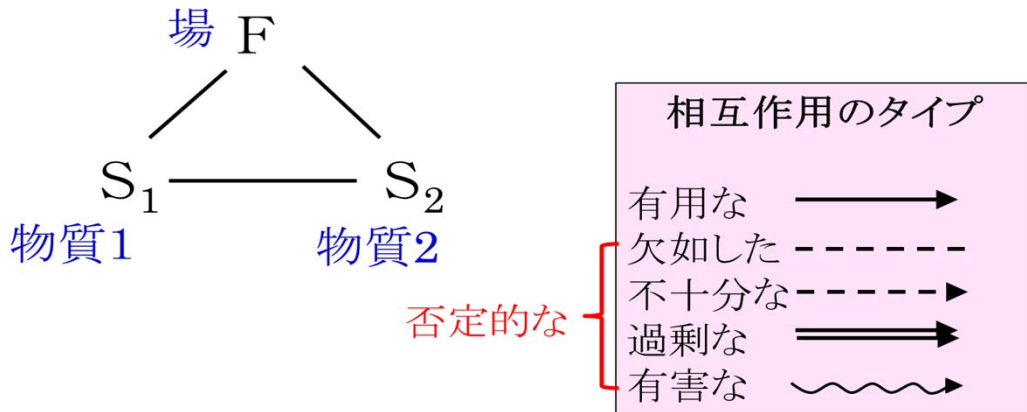 場 F
S₁ S₂
物質1 物質2
相互作用のタイプ
有用な
欠如した
不十分な
過剰な
有害な
否定的な